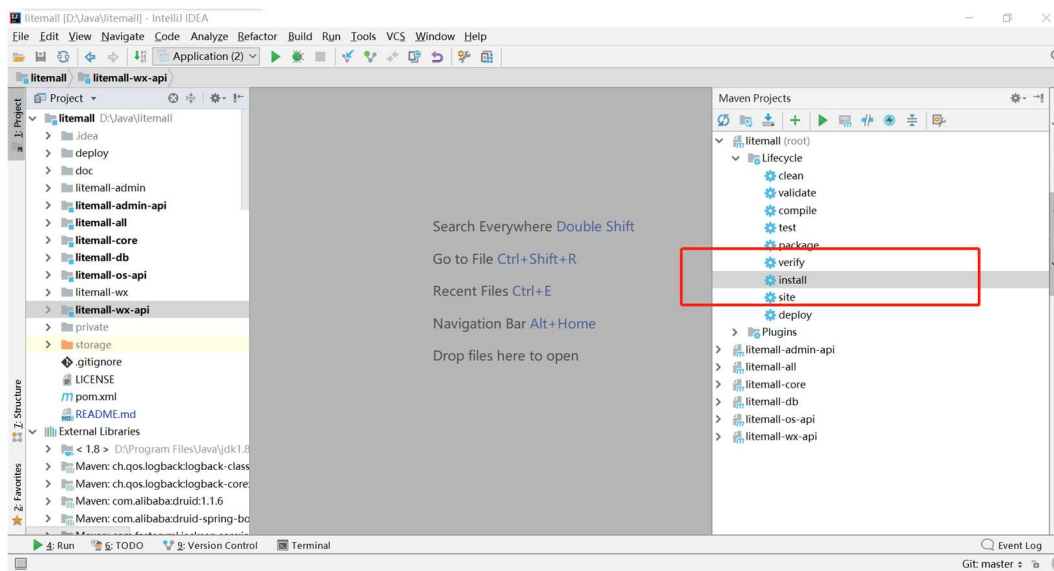 litemall [D:\Java\litemall] - IntelliJ IDEA
File Edit View Navigate Code Analyze Refactor Build Run Tools VCS Window Help
Application (2)
litemall litemall-wx-api
Project
Maven Projects
1: Project
litemall D:\Java\litemall
.idea
deploy
doc
litemall-admin
litemall-admin-api
litemall-all
litemall-core
litemall-db
litemall-os-api
litemall-wx
litemall-wx-api
private
storage
.gitignore
LICENSE
pom.xml
README.md
External Libraries
< 1.8 > D:\Program Files\Java\jdk1.8
Maven: ch.qos.logback:logback-class
Maven: ch.qos.logback:logback-core:
Maven: com.alibaba:druid:1.1.6
Maven: com.alibaba:druid-spring-bo
7: Structure
2: Favorites
Search Everywhere Double Shift
Go to File Ctrl+Shift+R
Recent Files Ctrl+E
Navigation Bar Alt+Home
Drop files here to open
litemall (root)
Lifecycle
clean
validate
compile
test
package
verify
install
site
deploy
Plugins
litemall-admin-api
litemall-all
litemall-core
litemall-db
litemall-os-api
litemall-wx-api
4: Run 6: TODO 9: Version Control Terminal Event Log
Git: master